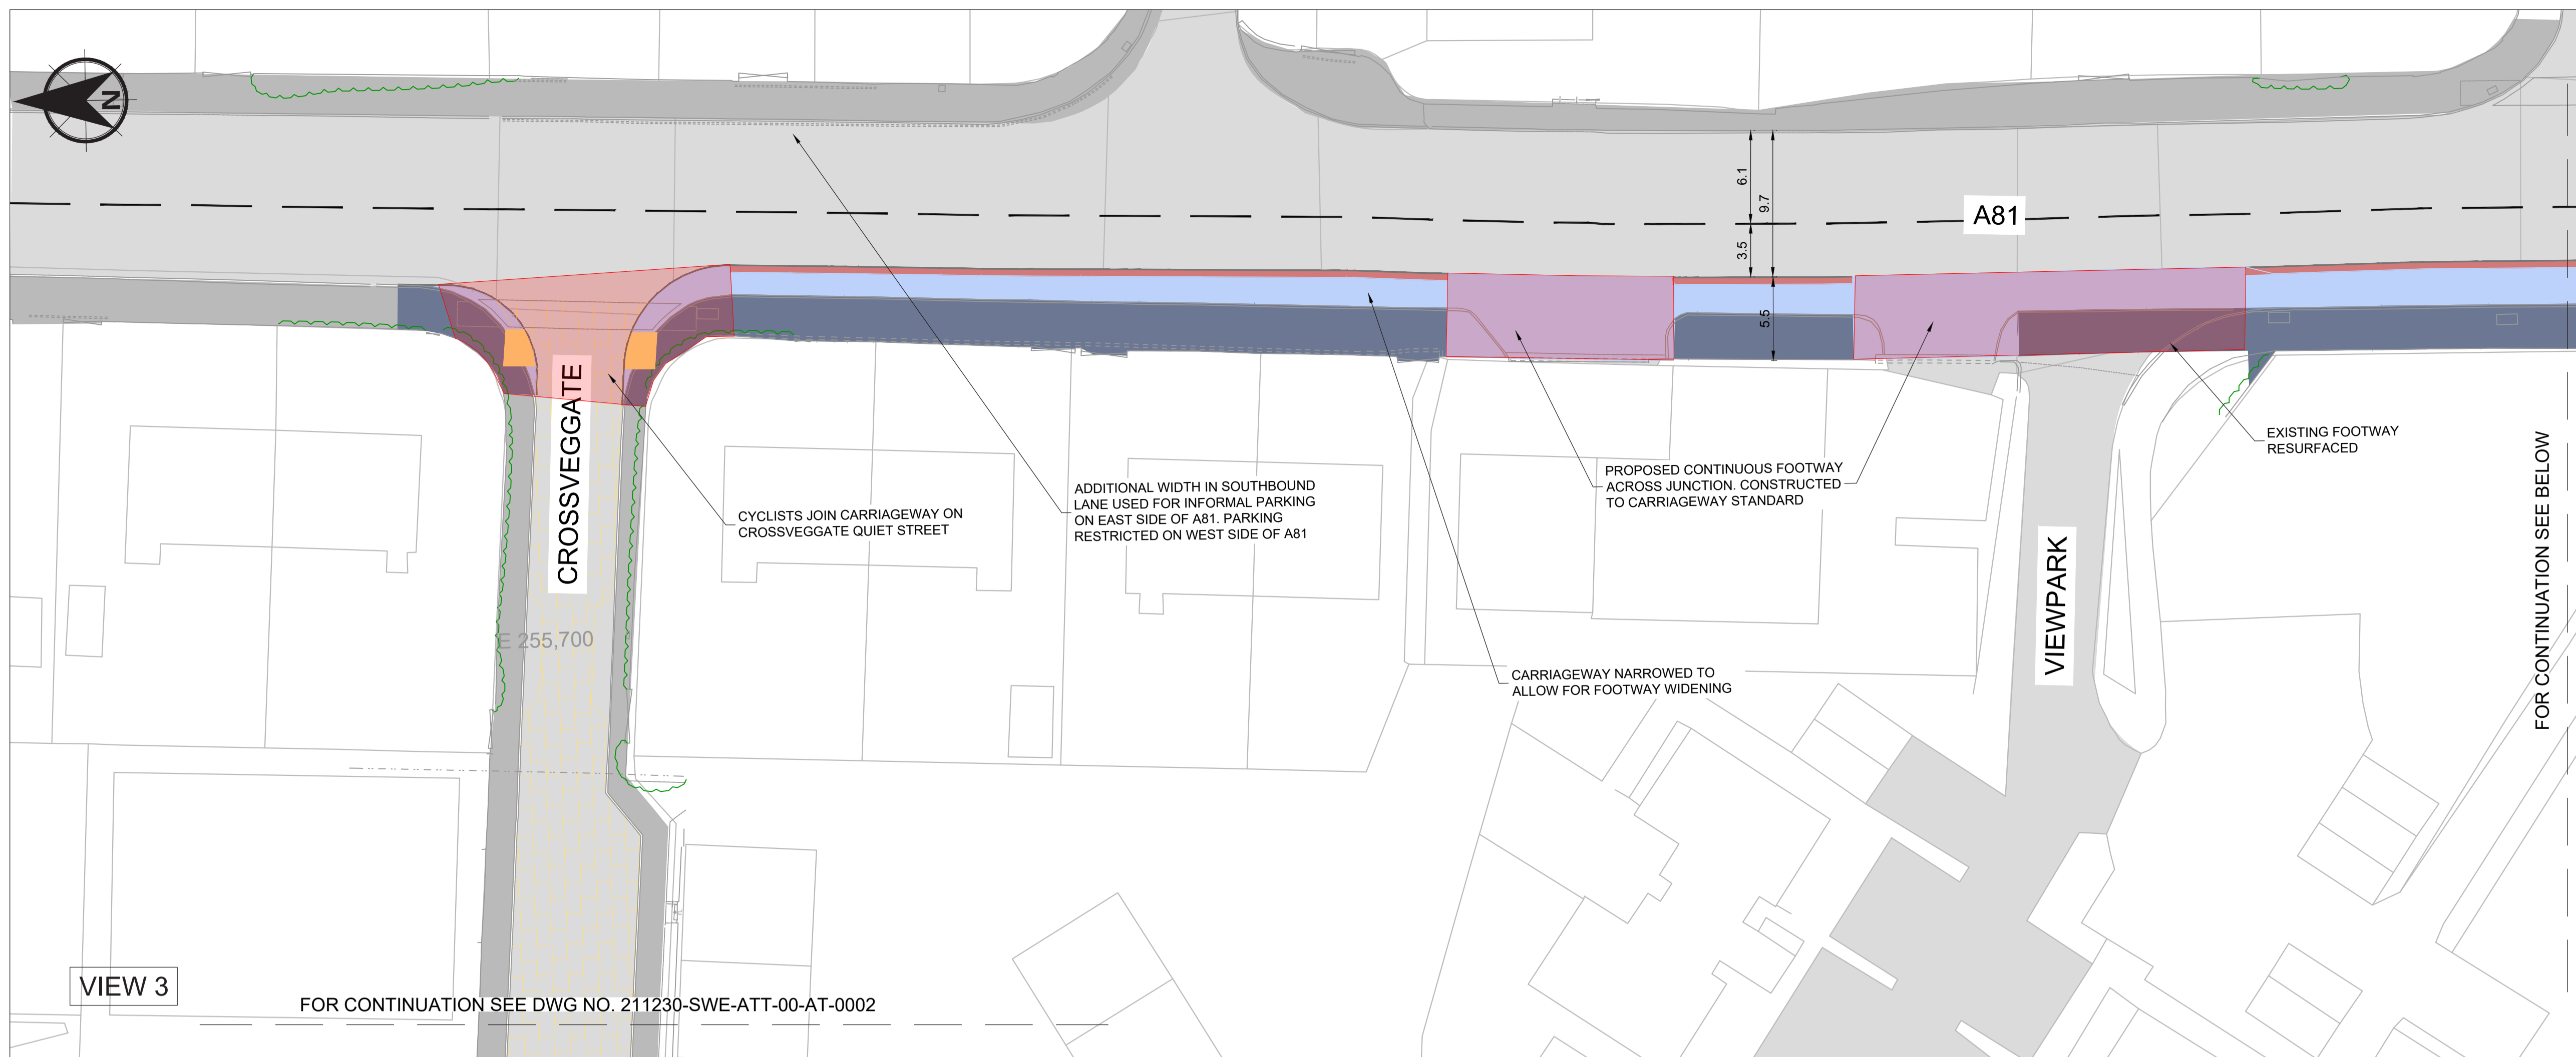 N
6.1
9.7
3.5
5.5
A81
CROSSVEGGATE
CYCLISTS JOIN CARRIAGEWAY ON
CROSSVEGGATE QUIET STREET
ADDITIONAL WIDTH IN SOUTHBOUND
LANE USED FOR INFORMAL PARKING
ON EAST SIDE OF A81. PARKING
RESTRICTED ON WEST SIDE OF A81
PROPOSED CONTINUOUS FOOTWAY
ACROSS JUNCTION. CONSTRUCTED
TO CARRIAGEWAY STANDARD
EXISTING FOOTWAY
RESURFACED
CARRIAGEWAY NARROWED TO
ALLOW FOR FOOTWAY WIDENING
VIEWPARK
FOR CONTINUATION SEE BELOW
E 255,700
VIEW 3
FOR CONTINUATION SEE DWG NO. 211230-SWE-ATT-00-AT-0002